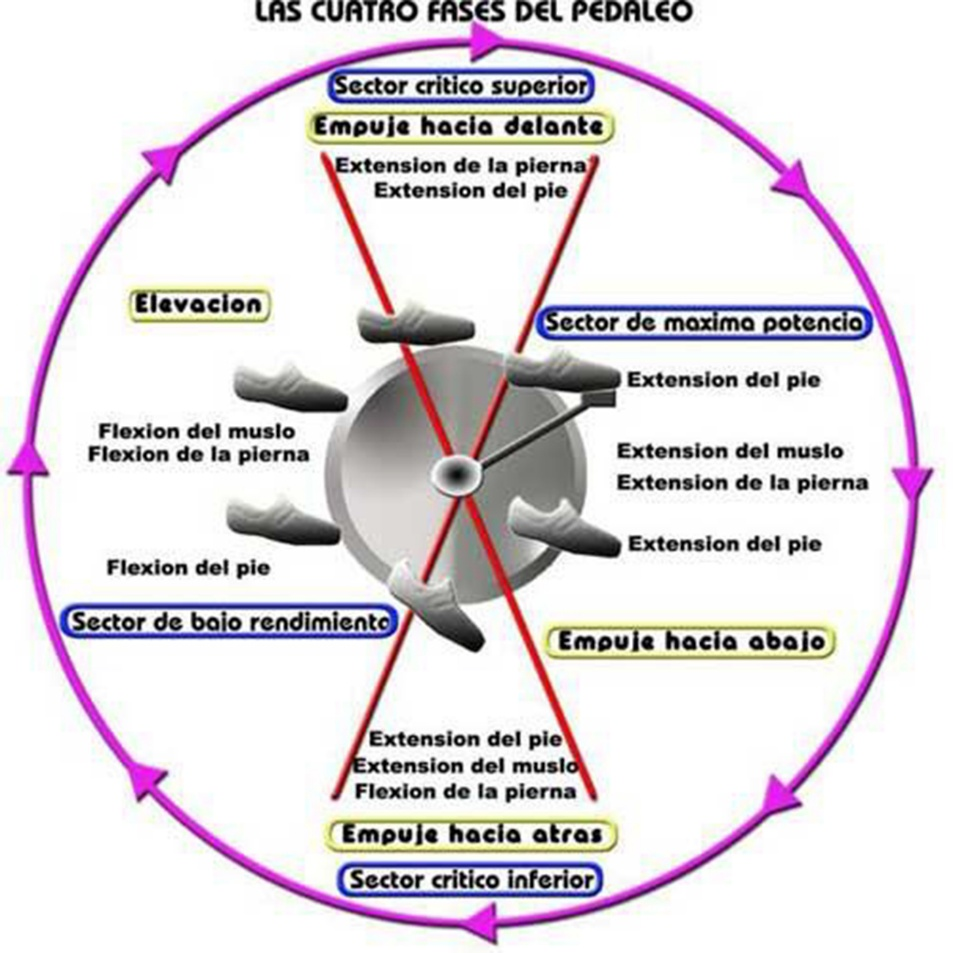 LAS CUATRO FASES DEL PEDALEO
Sector critico superior
Empuje hacia delante
Extension de la pierna
Extension del pie
Elevacion
Sector de maxima potencia
Extension del pie
Flexion del muslo
Flexion de la pierna
Extension del muslo
Extension de la pierna
Extension del pie
Flexion del pie
Sector de bajo rendimiento
Empuje hacia abajo
Extension del pie
Extension del muslo
Flexion de la pierna
Empuje hacia atras
Sector critico inferior